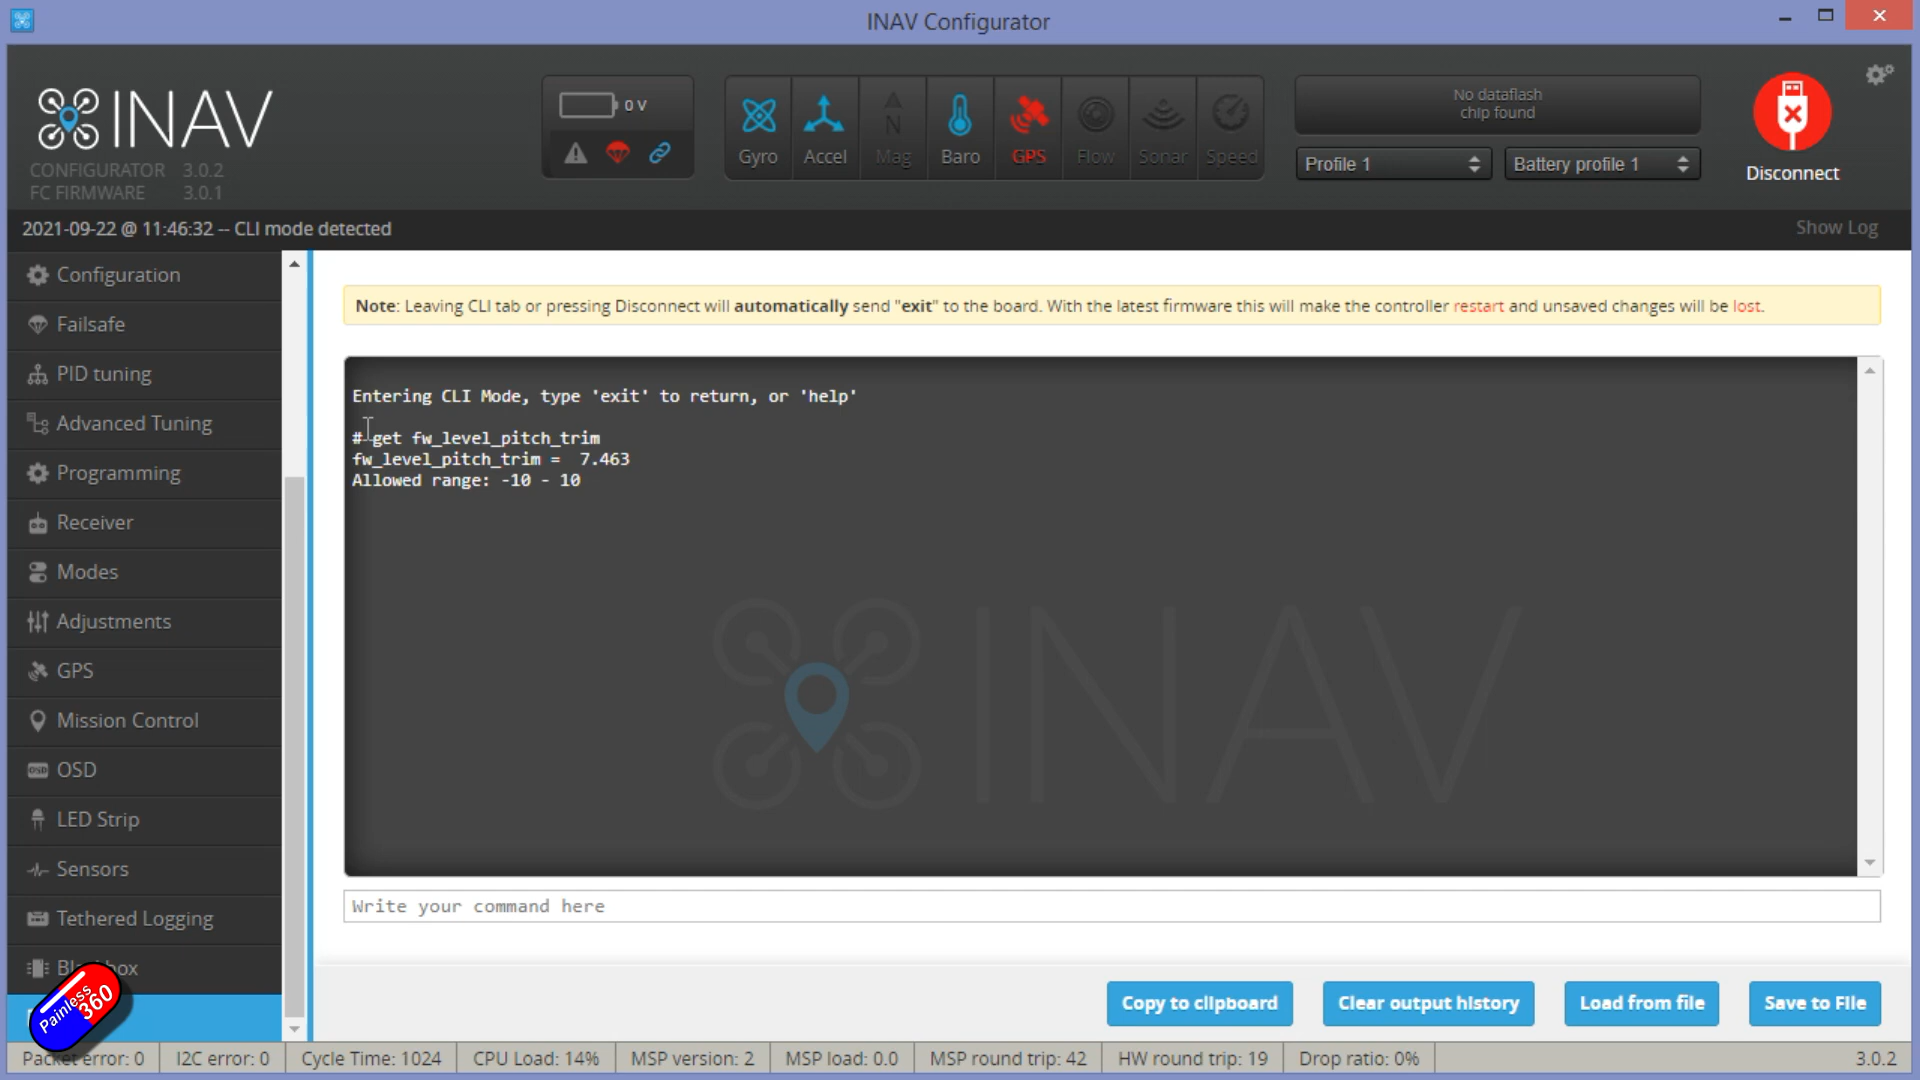 INAV Configurator
INAV
CONFIGURATOR 3.0.2
FC FIRMWARE 3.0.1
0 V
Gyro
Accel
Mag
Baro
GPS
Flow
Sonar
Speed
No dataflash
chip found
Profile 1
Battery profile 1
Disconnect
2021-09-22 @ 11:46:32 -- CLI mode detected
Show Log
Configuration
Failsafe
PID tuning
Advanced Tuning
Programming
Receiver
Modes
Adjustments
GPS
Mission Control
OSD
LED Strip
Sensors
Tethered Logging
Note: Leaving CLI tab or pressing Disconnect will automatically send "exit" to the board. With the latest firmware this will make the controller restart and unsaved changes will be lost.
Entering CLI Mode, type 'exit' to return, or 'help'
# get fw_level_pitch_trim
fw_level_pitch_trim =  7.463
Allowed range: -10 - 10
INAV
Write your command here
Painless
360
Copy to clipboard
Clear output history
Load from file
Save to File
Packet error: 0
I2C error: 0
Cycle Time: 1024
CPU Load: 14%
MSP version: 2
MSP load: 0.0
MSP round trip: 42
HW round trip: 19
Drop ratio: 0%
3.0.2